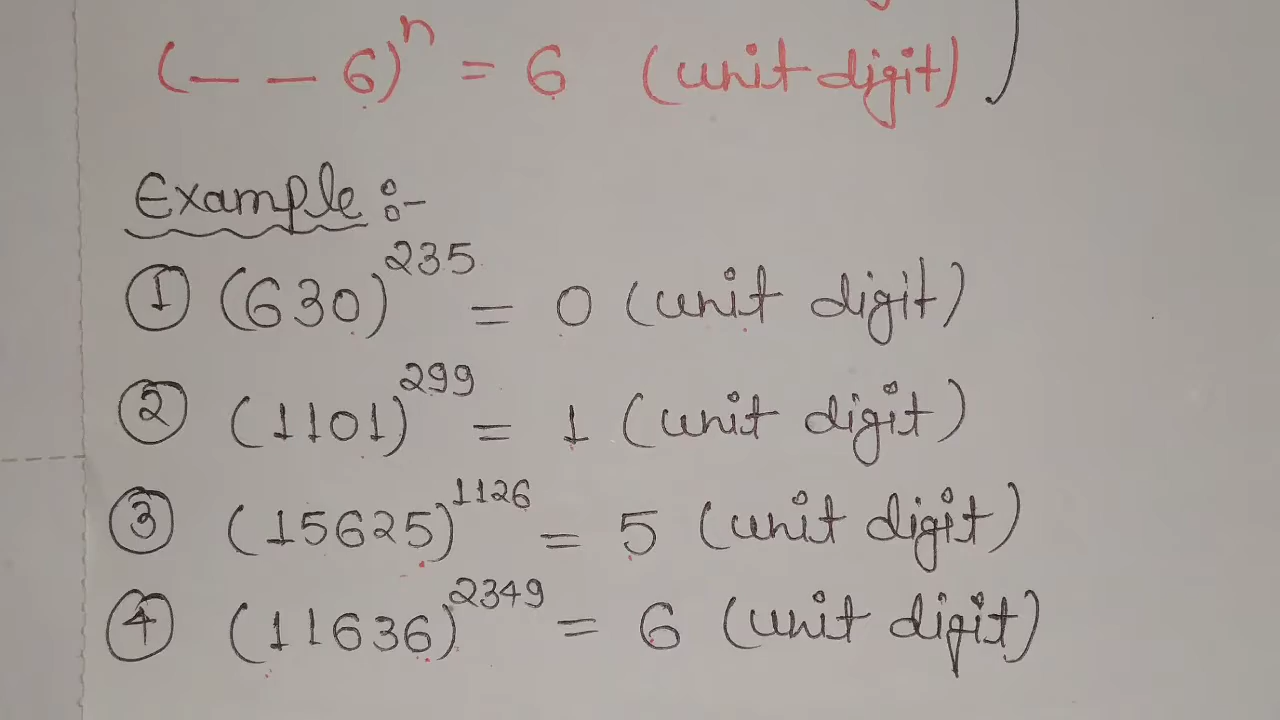 (— — 6)ⁿ = 6 (unit digit)
Example :-
① (630)²³⁵ = 0 (unit digit)
② (1101)²⁹⁹ = 1 (unit digit)
③ (15625)¹¹²⁶ = 5 (unit digit)
④ (11636)²³⁴⁹ = 6 (unit digit)